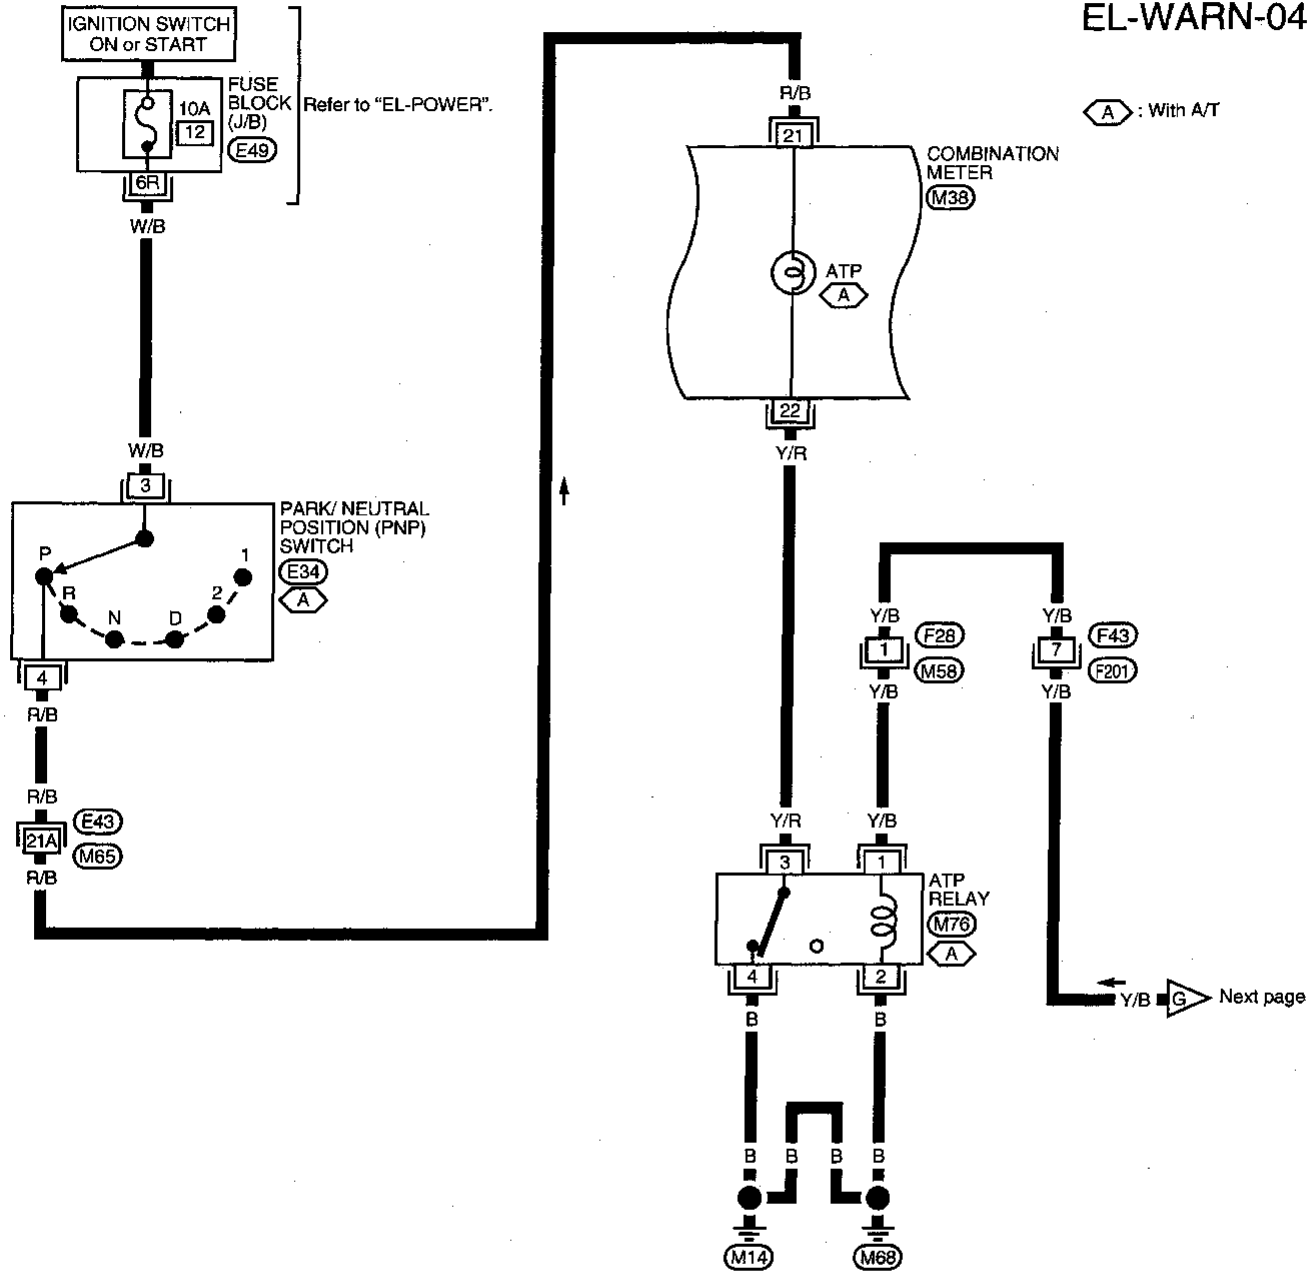 EL-WARN-04
IGNITION SWITCH
ON or START
FUSE
BLOCK
(J/B)
E49
10A
12
Refer to "EL-POWER".
6R
W/B
W/B
3
PARK/ NEUTRAL
POSITION (PNP)
SWITCH
E34
A
P
R
N
D
2
1
4
R/B
R/B
21A
E43
M65
R/B
R/B
21
A : With A/T
COMBINATION
METER
M38
ATP
A
22
Y/R
Y/R
3
Y/B
1
F28
M58
Y/B
Y/B
1
Y/B
7
F43
F201
Y/B
ATP
RELAY
M76
A
4
2
B
B
Y/B
G
Next page
B
B
B
B
M14
M68